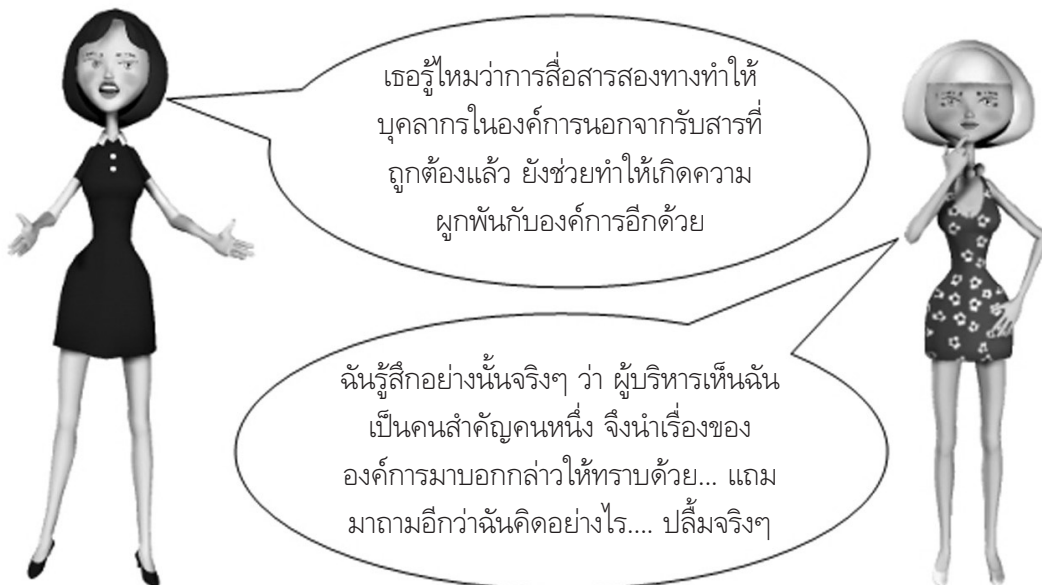 เธอรู้ไหมว่าการสื่อสารสองทางทำให้
บุคลากรในองค์การนอกจากรับสารที่
ถูกต้องแล้ว ยังช่วยทำให้เกิดความ
ผูกพันกับองค์การอีกด้วย
ฉันรู้สึกอย่างนั้นจริงๆ ว่า ผู้บริหารเห็นฉัน
เป็นคนสำคัญคนหนึ่ง จึงนำเรื่องของ
องค์การมาบอกกล่าวให้ทราบด้วย... แถม
มาถามอีกว่าฉันคิดอย่างไร.... ปลื้มจริงๆ